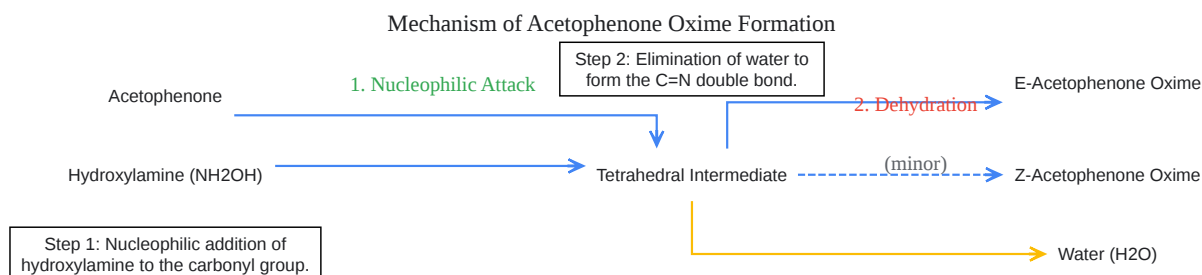 Mechanism of Acetophenone Oxime Formation
Step 2: Elimination of water to
form the C=N double bond.
1. Nucleophilic Attack
Acetophenone
E-Acetophenone Oxime
2. Dehydration
Hydroxylamine (NH2OH)
Tetrahedral Intermediate
(minor)
Z-Acetophenone Oxime
Step 1: Nucleophilic addition of
hydroxylamine to the carbonyl group.
Water (H2O)